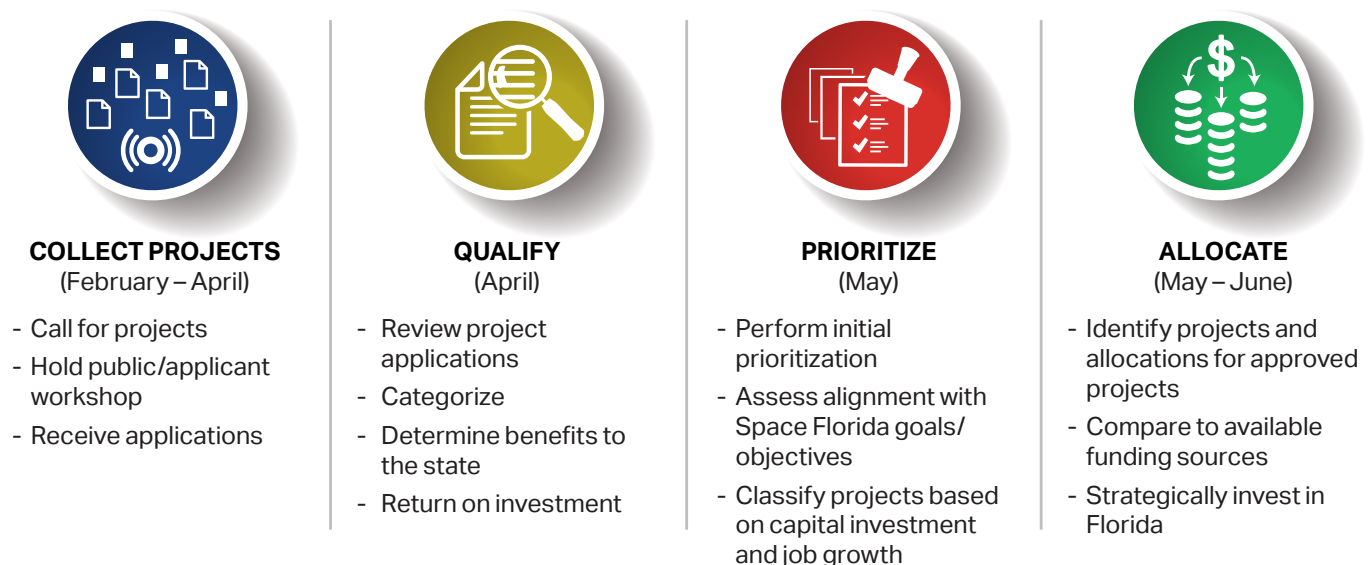 $
COLLECT PROJECTS
(February – April)
- Call for projects
- Hold public/applicant
workshop
- Receive applications
QUALIFY
(April)
- Review project
applications
- Categorize
- Determine benefits to
the state
- Return on investment
PRIORITIZE
(May)
- Perform initial
prioritization
- Assess alignment with
Space Florida goals/
objectives
- Classify projects based
on capital investment
and job growth
ALLOCATE
(May – June)
- Identify projects and
allocations for approved
projects
- Compare to available
funding sources
- Strategically invest in
Florida